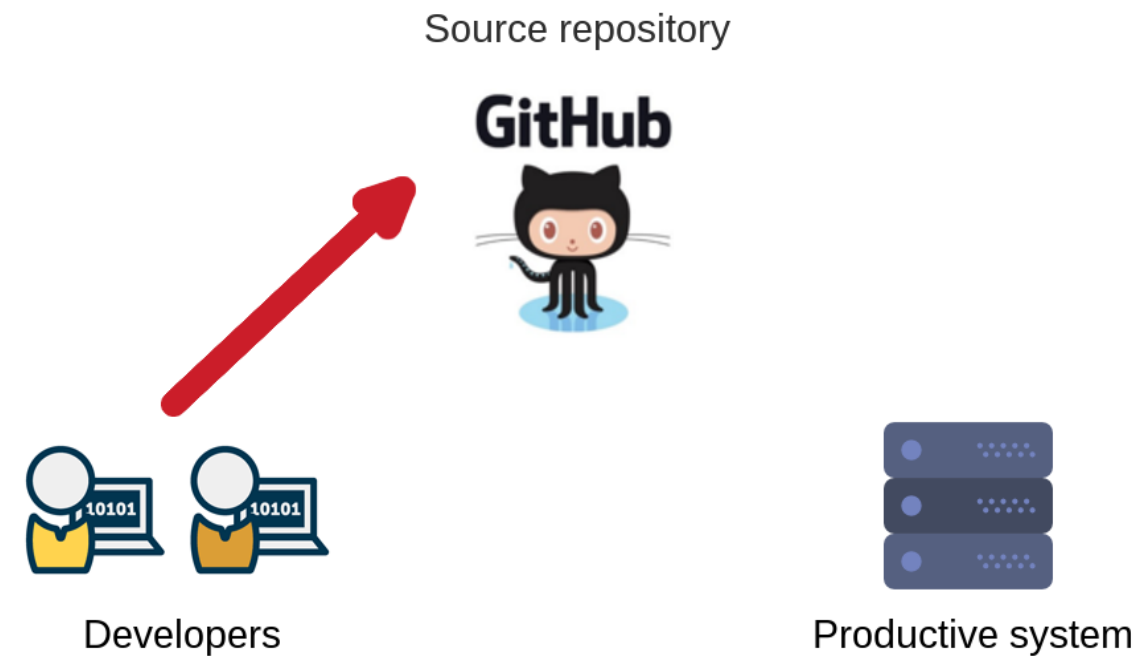 Source repository
GitHub
10101
10101
Developers
Productive system